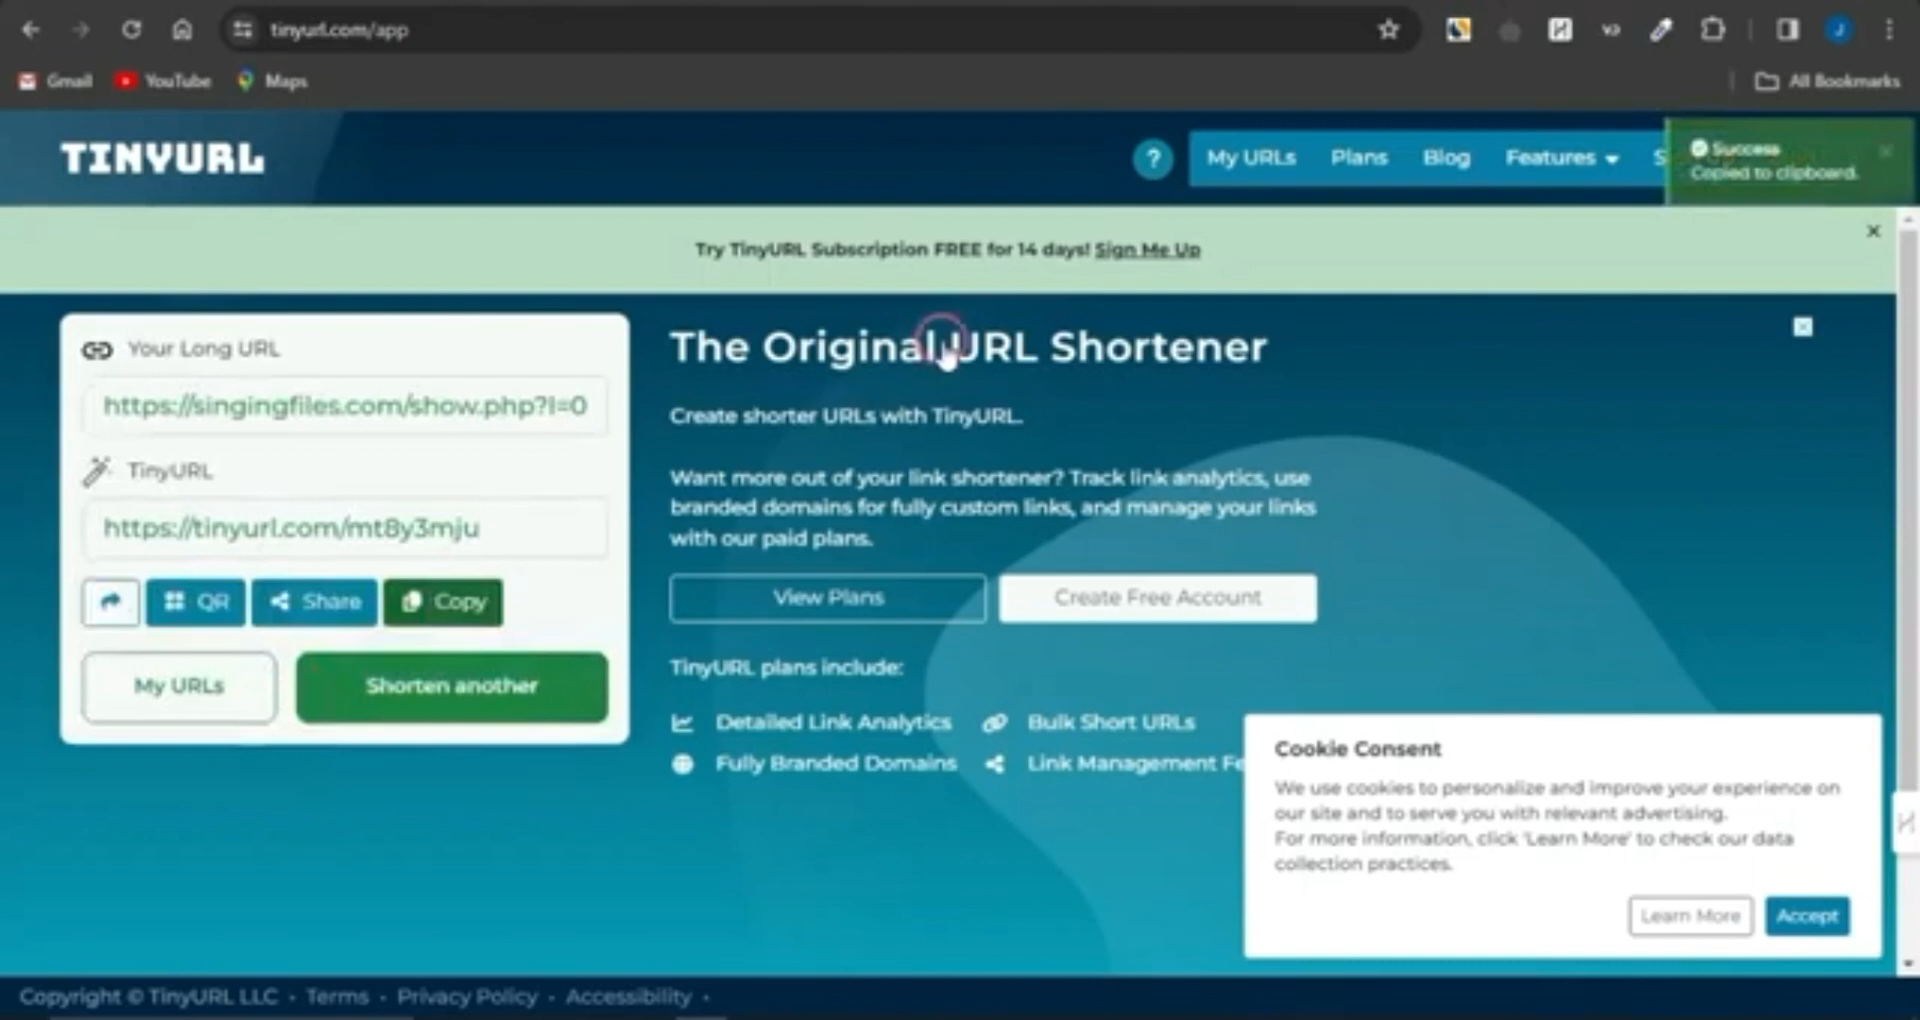 tinyurl.com/app
Gmail YouTube Maps All Bookmarks
TINYURL
? My URLs Plans Blog Features
Success
Copied to clipboard.
Try TinyURL Subscription FREE for 14 days! Sign Me Up
Your Long URL
https://singingfiles.com/show.php?l=0
TinyURL
https://tinyurl.com/mt8y3mju
QR Share Copy
My URLs Shorten another
The Original URL Shortener
Create shorter URLs with TinyURL.
Want more out of your link shortener? Track link analytics, use
branded domains for fully custom links, and manage your links
with our paid plans.
View Plans Create Free Account
TinyURL plans include:
Detailed Link Analytics Bulk Short URLs
Fully Branded Domains Link Management Fe
Cookie Consent
We use cookies to personalize and improve your experience on
our site and to serve you with relevant advertising.
For more information, click 'Learn More' to check our data
collection practices.
Learn More Accept
Copyright © TinyURL LLC • Terms • Privacy Policy • Accessibility •